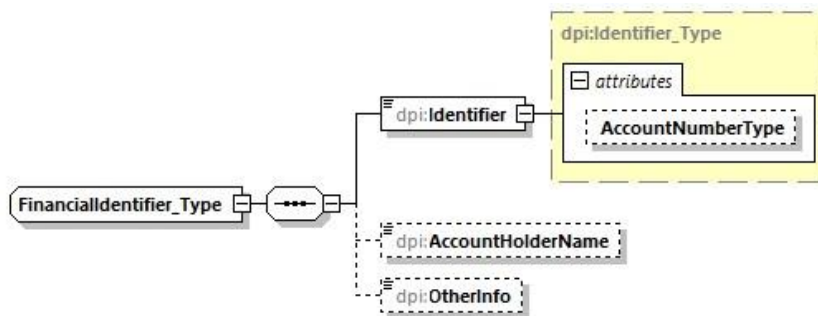 dpi:Identifier_Type
attributes
dpi:Identifier
AccountNumberType
FinancialIdentifier_Type
dpi:AccountHolderName
dpi:OtherInfo